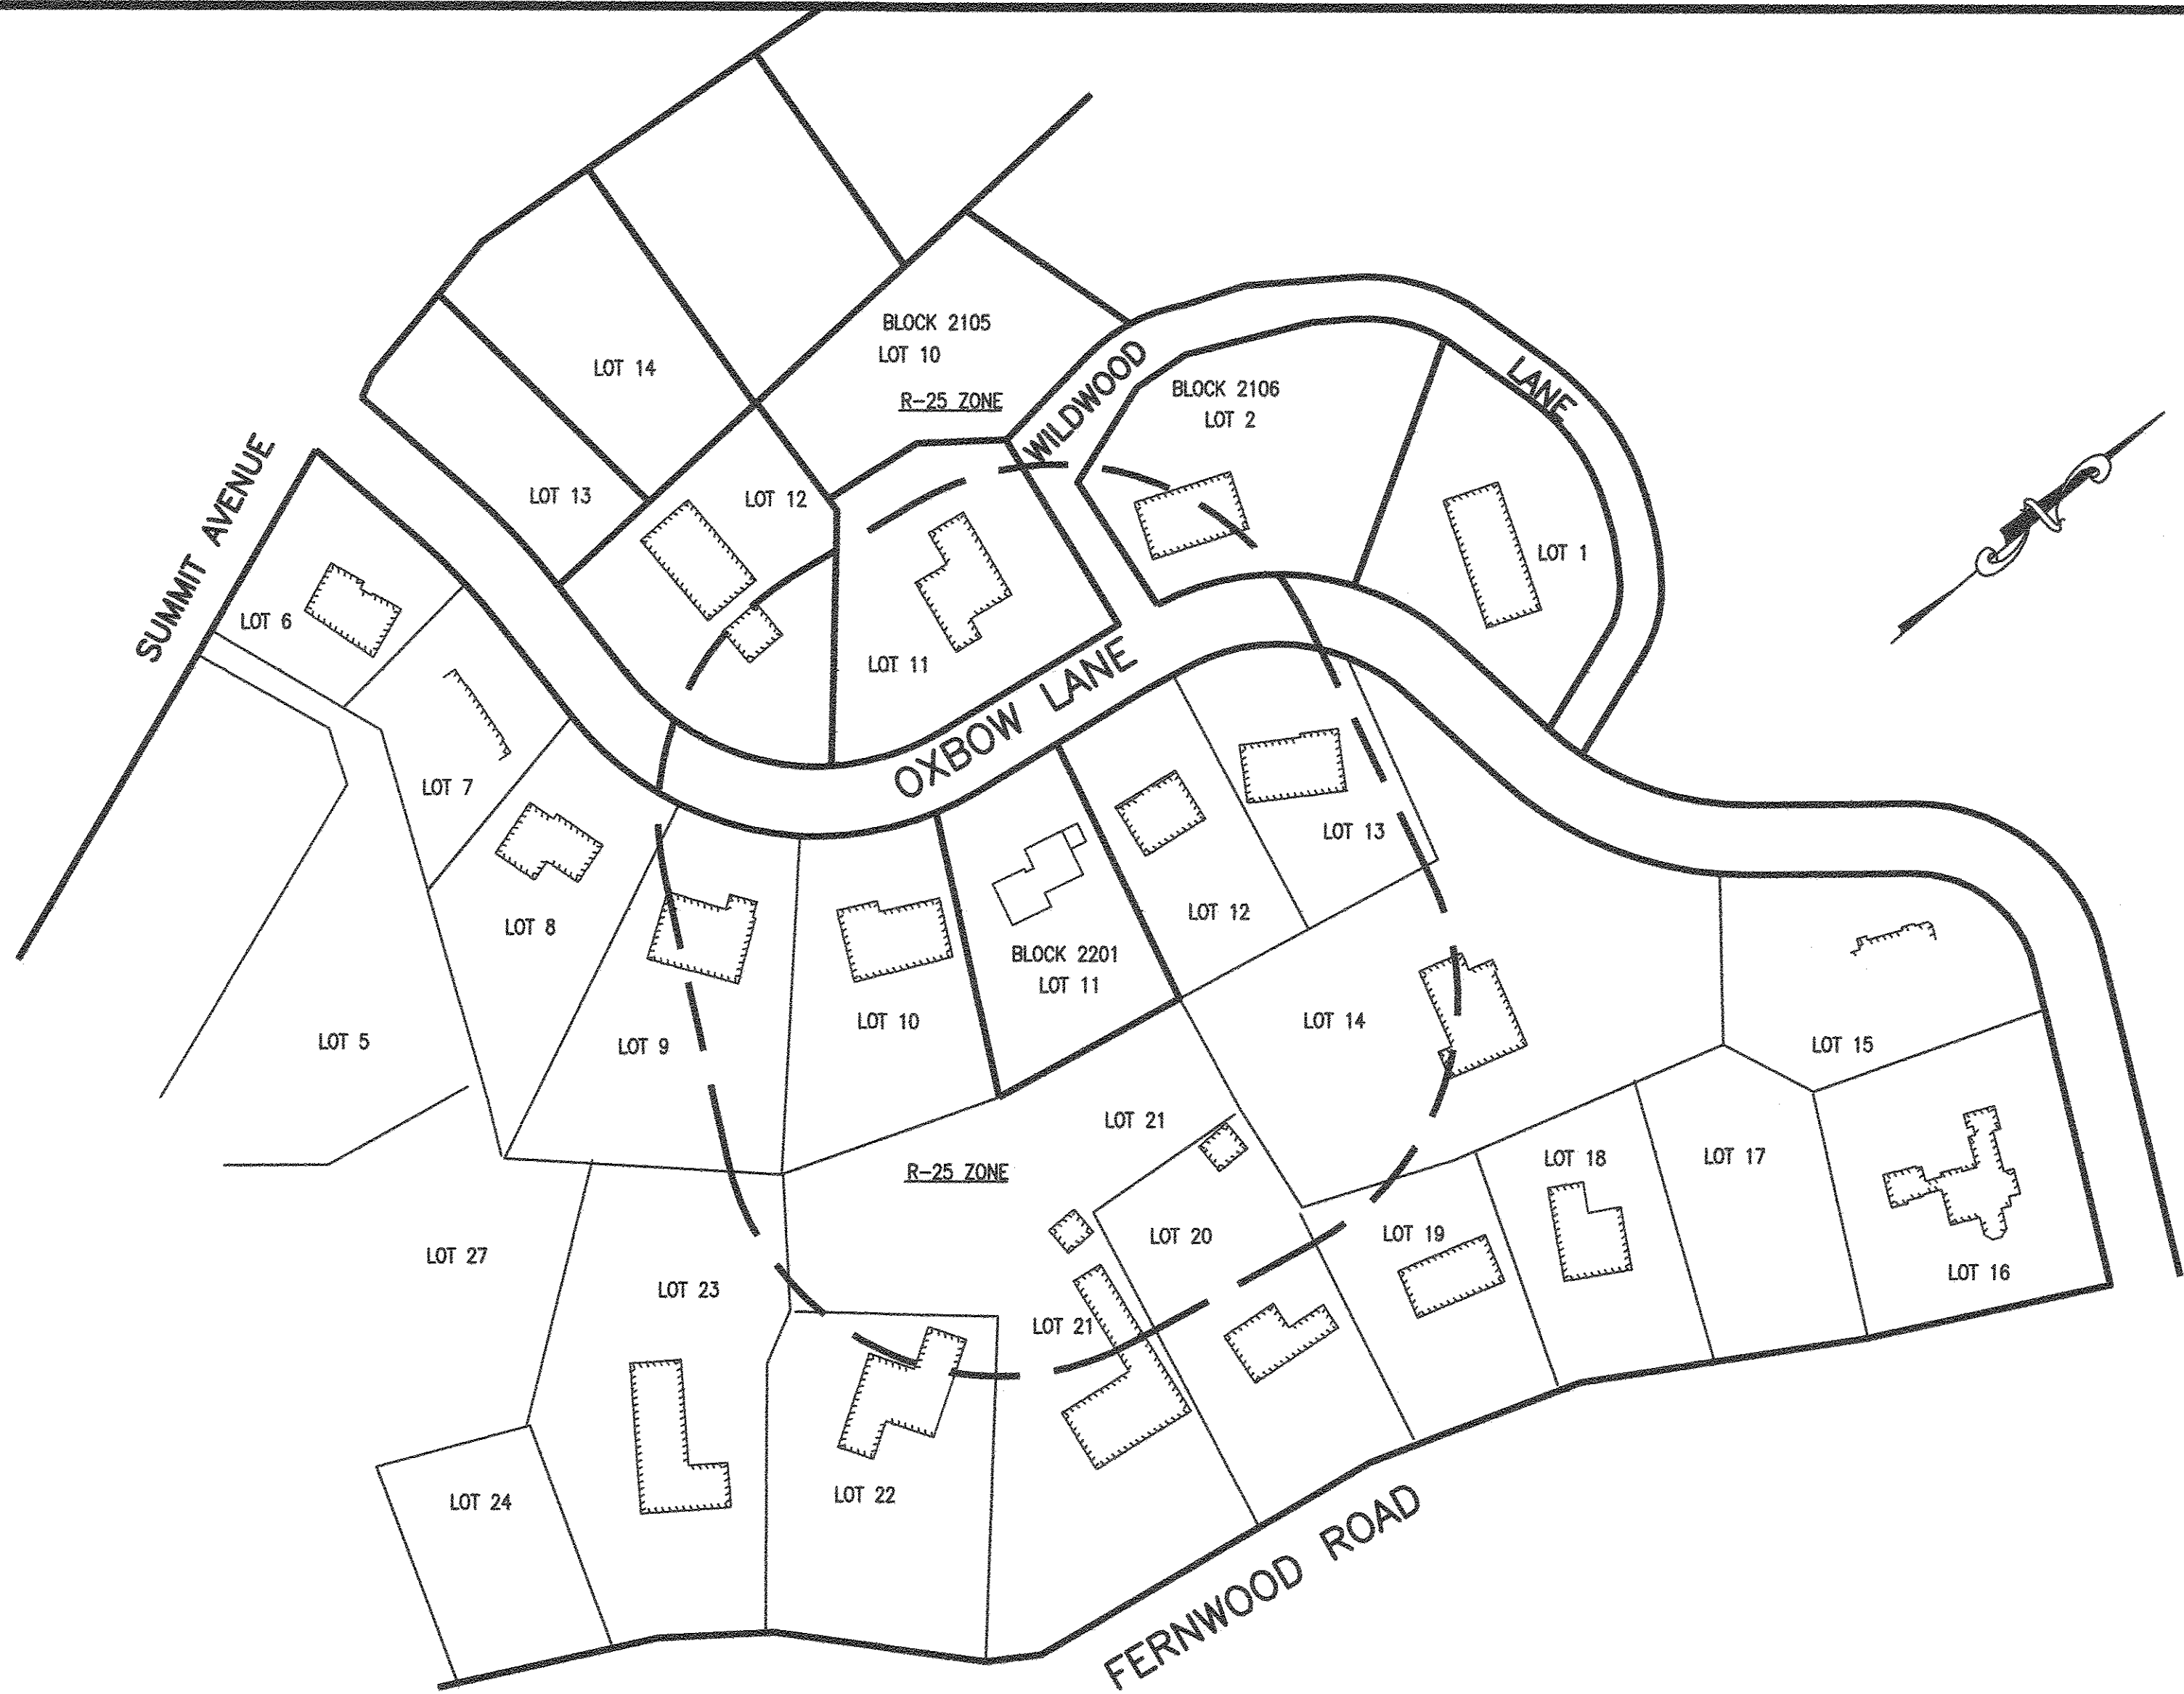 BLOCK 2105
LOT 10
R-25 ZONE
LOT 14
WILDWOOD
LANE
BLOCK 2106
LOT 2
SUMMIT AVENUE
LOT 13
LOT 12
LOT 1
LOT 6
LOT 11
OXBOW LANE
N
LOT 7
LOT 13
LOT 8
LOT 12
BLOCK 2201
LOT 11
LOT 5
LOT 9
LOT 10
LOT 14
LOT 15
LOT 21
R-25 ZONE
LOT 18
LOT 17
LOT 27
LOT 20
LOT 19
LOT 16
LOT 23
LOT 21
LOT 24
LOT 22
FERNWOOD ROAD